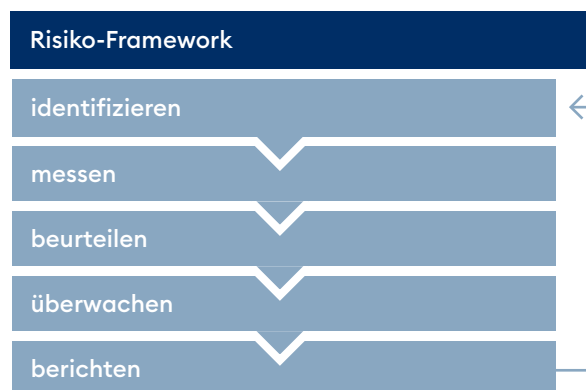 Risiko-Framework
identifizieren
messen
beurteilen
überwachen
berichten